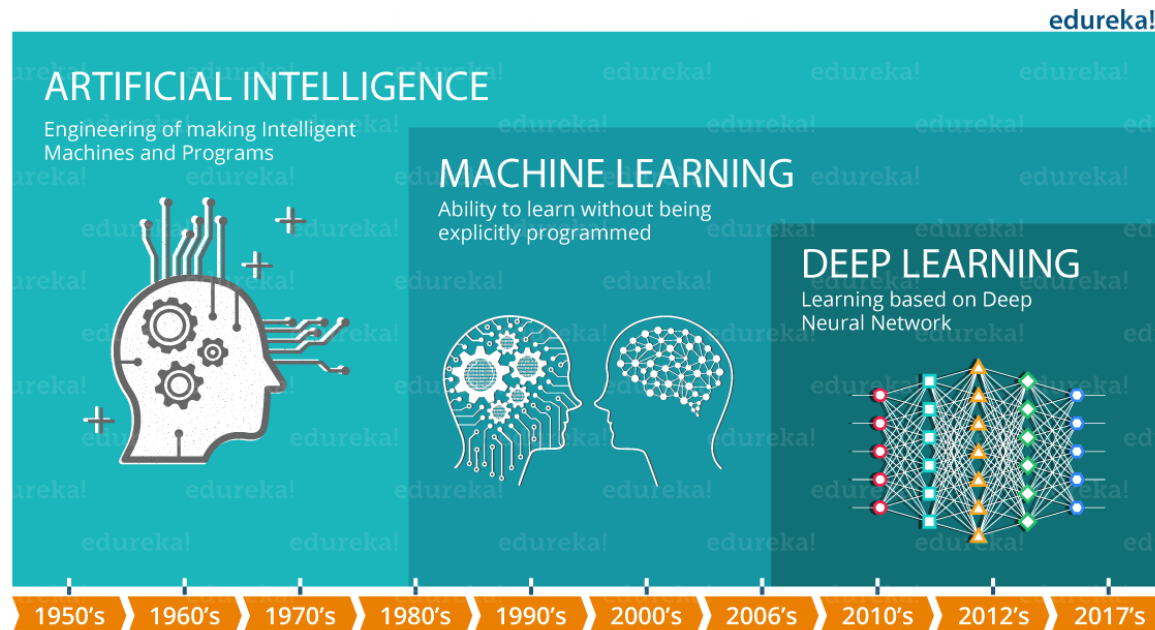 edureka!
ARTIFICIAL INTELLIGENCE
Engineering of making Intelligent
Machines and Programs
MACHINE LEARNING
Ability to learn without being
explicitly programmed
DEEP LEARNING
Learning based on Deep
Neural Network
1950's 1960's 1970's 1980's 1990's 2000's 2006's 2010's 2012's 2017's